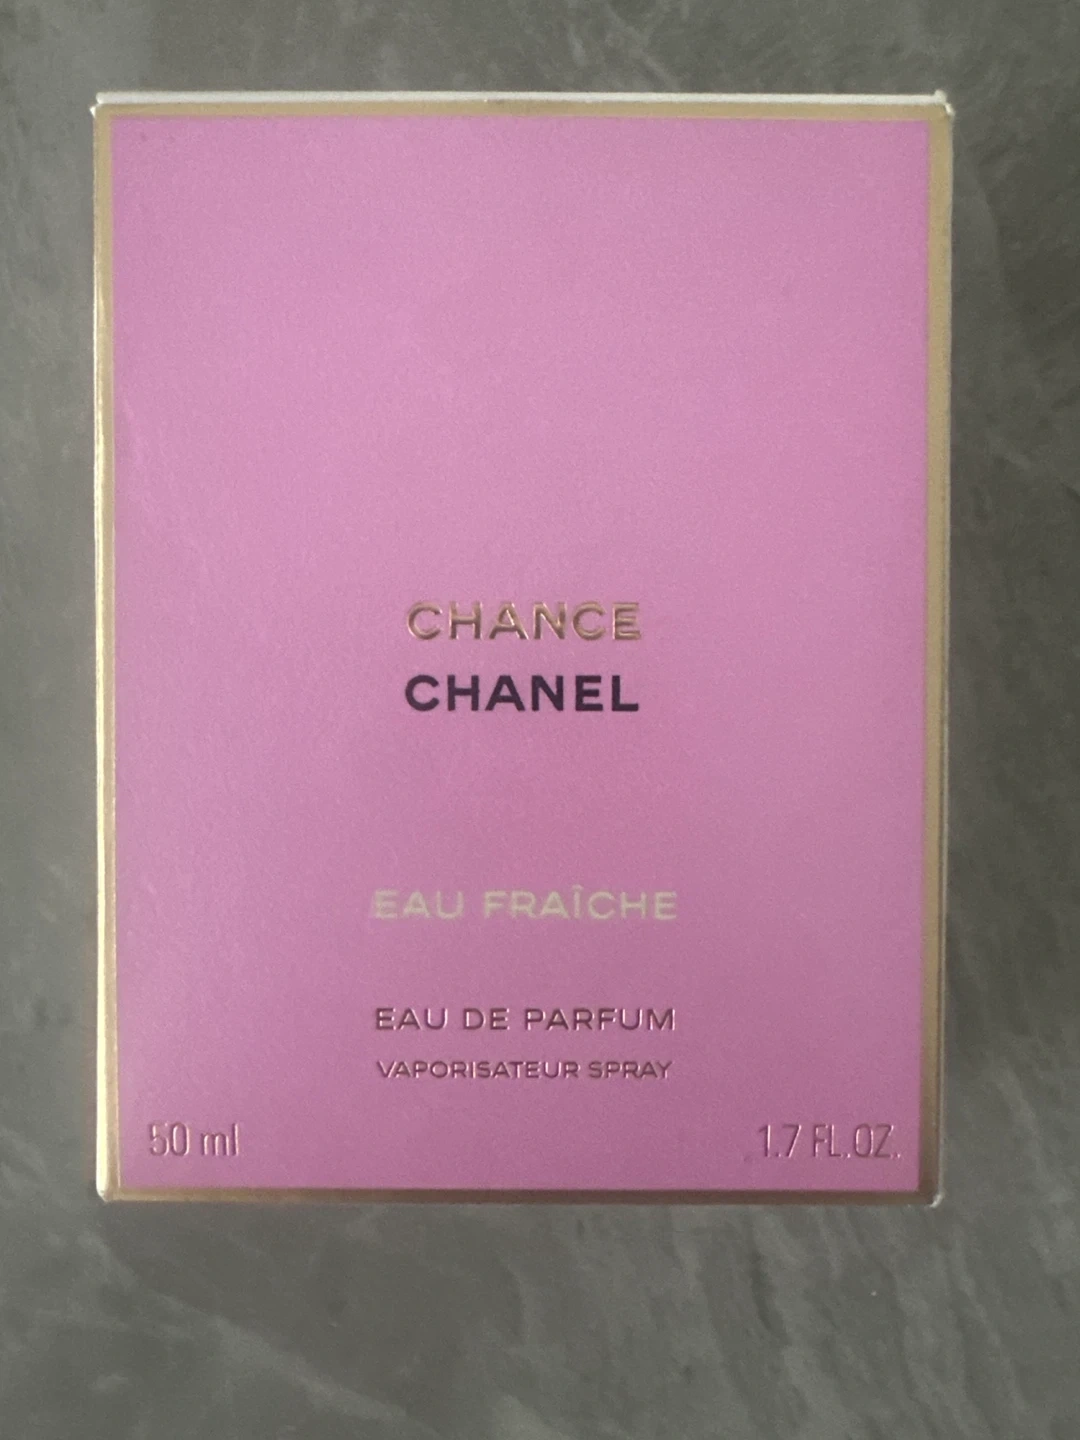 CHANCE
CHANEL
EAU FRAÎCHE
EAU DE PARFUM
VAPORISATEUR SPRAY
50 ml 1.7 FL.OZ.